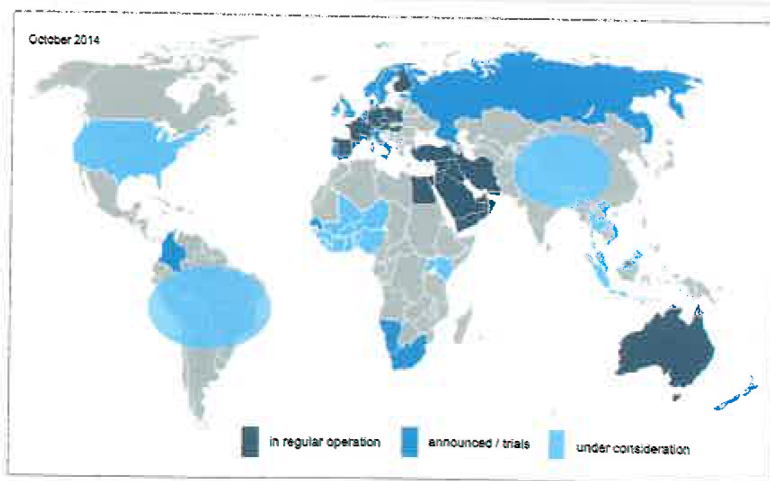 October 2014
in regular operation
announced / trials
under consideration